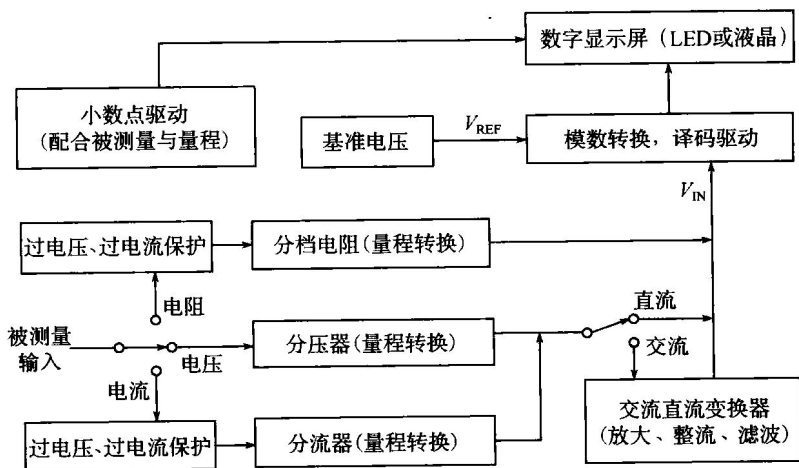 数字显示屏（LED或液晶）
小数点驱动
(配合被测量与量程)
基准电压
VREF
模数转换，译码驱动
VIN
过电压、过电流保护
分档电阻(量程转换)
电阻
直流
被测量
输入
电压
分压器(量程转换)
交流
电流
过电压、过电流保护
分流器(量程转换)
交流直流变换器
(放大、整流、滤波)